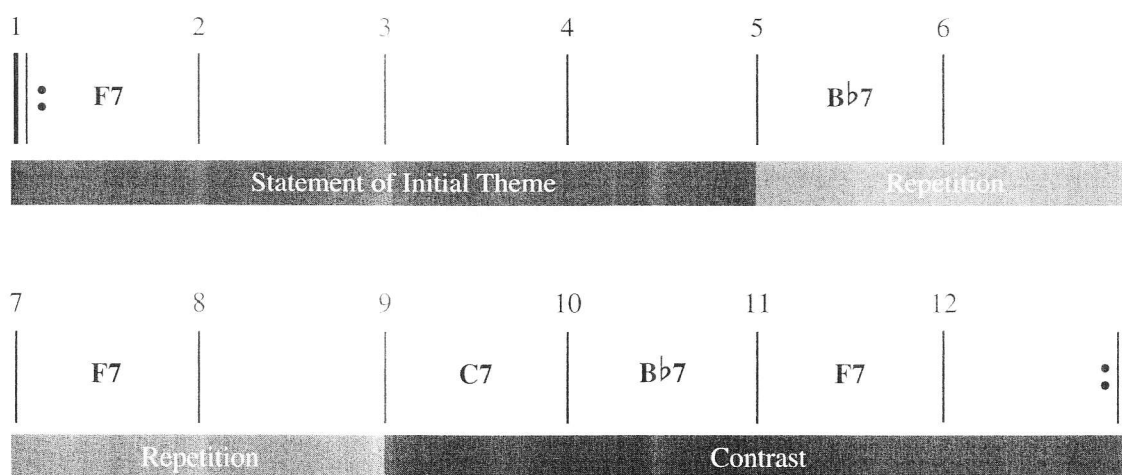 1 2 3 4 5 6
F7 B♭7
Statement of Initial Theme Repetition
7 8 9 10 11 12
F7 C7 B♭7 F7
Repetition Contrast